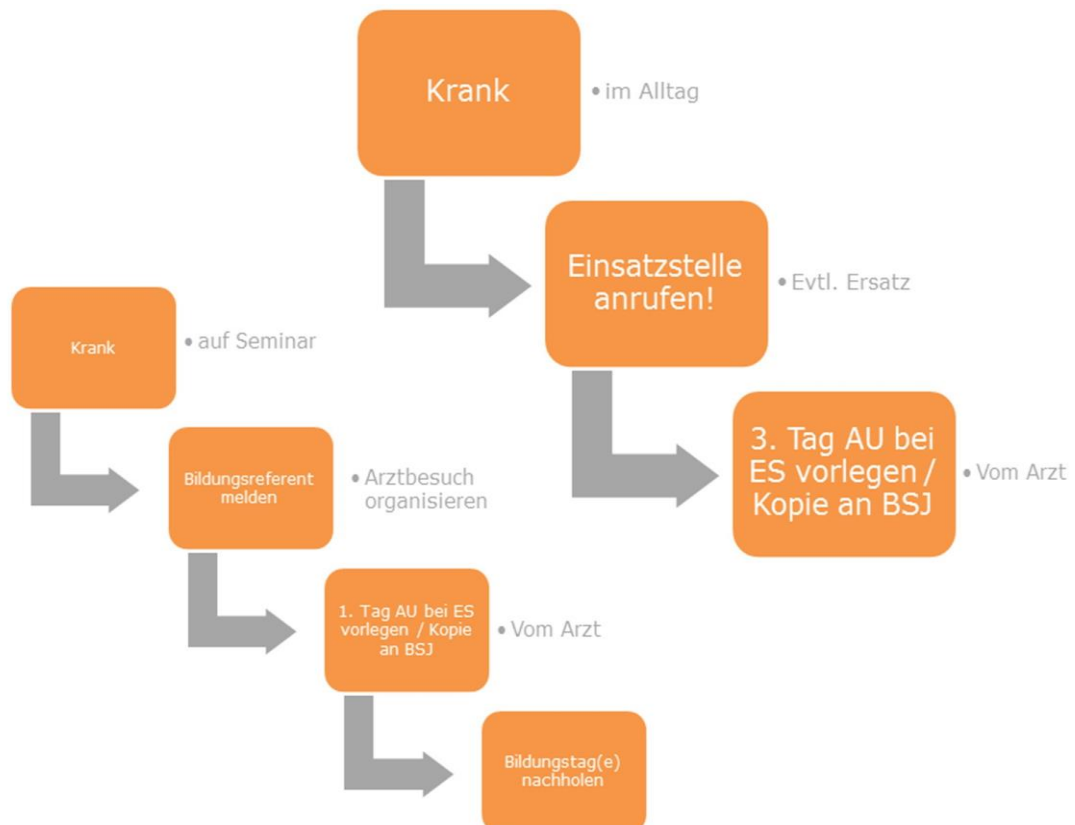 Krank
• im Alltag
Einsatzstelle
anrufen!
• Evtl. Ersatz
3. Tag AU bei
ES vorlegen /
Kopie an BSJ
• Vom Arzt
Krank
• auf Seminar
Bildungsreferent
melden
• Arztbesuch
organisieren
1. Tag AU bei ES
vorlegen / Kopie
an BSJ
• Vom Arzt
Bildungstag(e)
nachholen